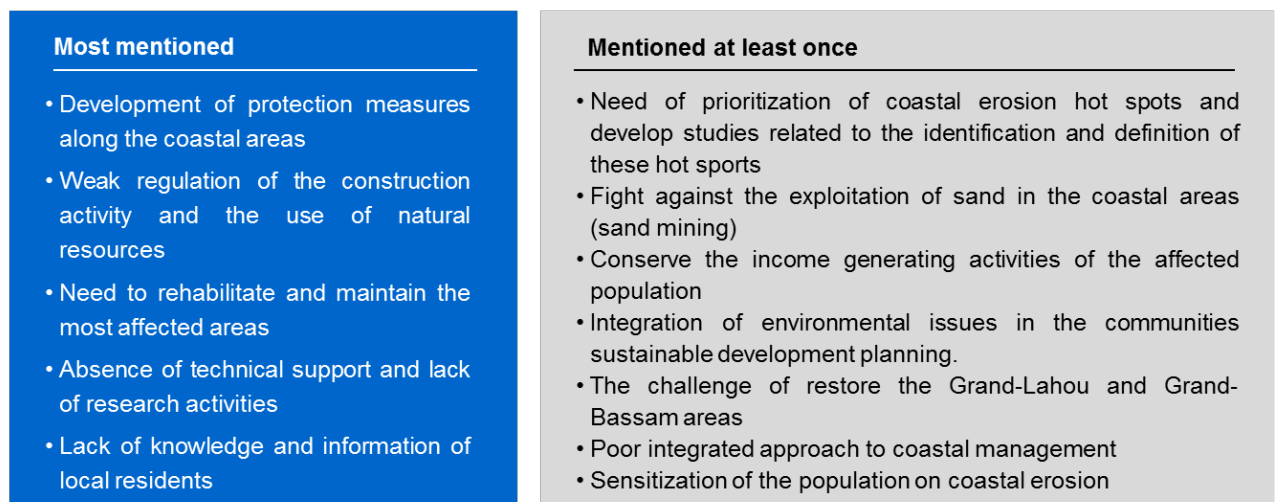 Most mentioned
• Development of protection measures
along the coastal areas
• Weak regulation of the construction
activity and the use of natural
resources
• Need to rehabilitate and maintain the
most affected areas
• Absence of technical support and lack
of research activities
• Lack of knowledge and information of
local residents
Mentioned at least once
• Need of prioritization of coastal erosion hot spots and
develop studies related to the identification and definition of
these hot sports
• Fight against the exploitation of sand in the coastal areas
(sand mining)
• Conserve the income generating activities of the affected
population
• Integration of environmental issues in the communities
sustainable development planning.
• The challenge of restore the Grand-Lahou and Grand-
Bassam areas
• Poor integrated approach to coastal management
• Sensitization of the population on coastal erosion